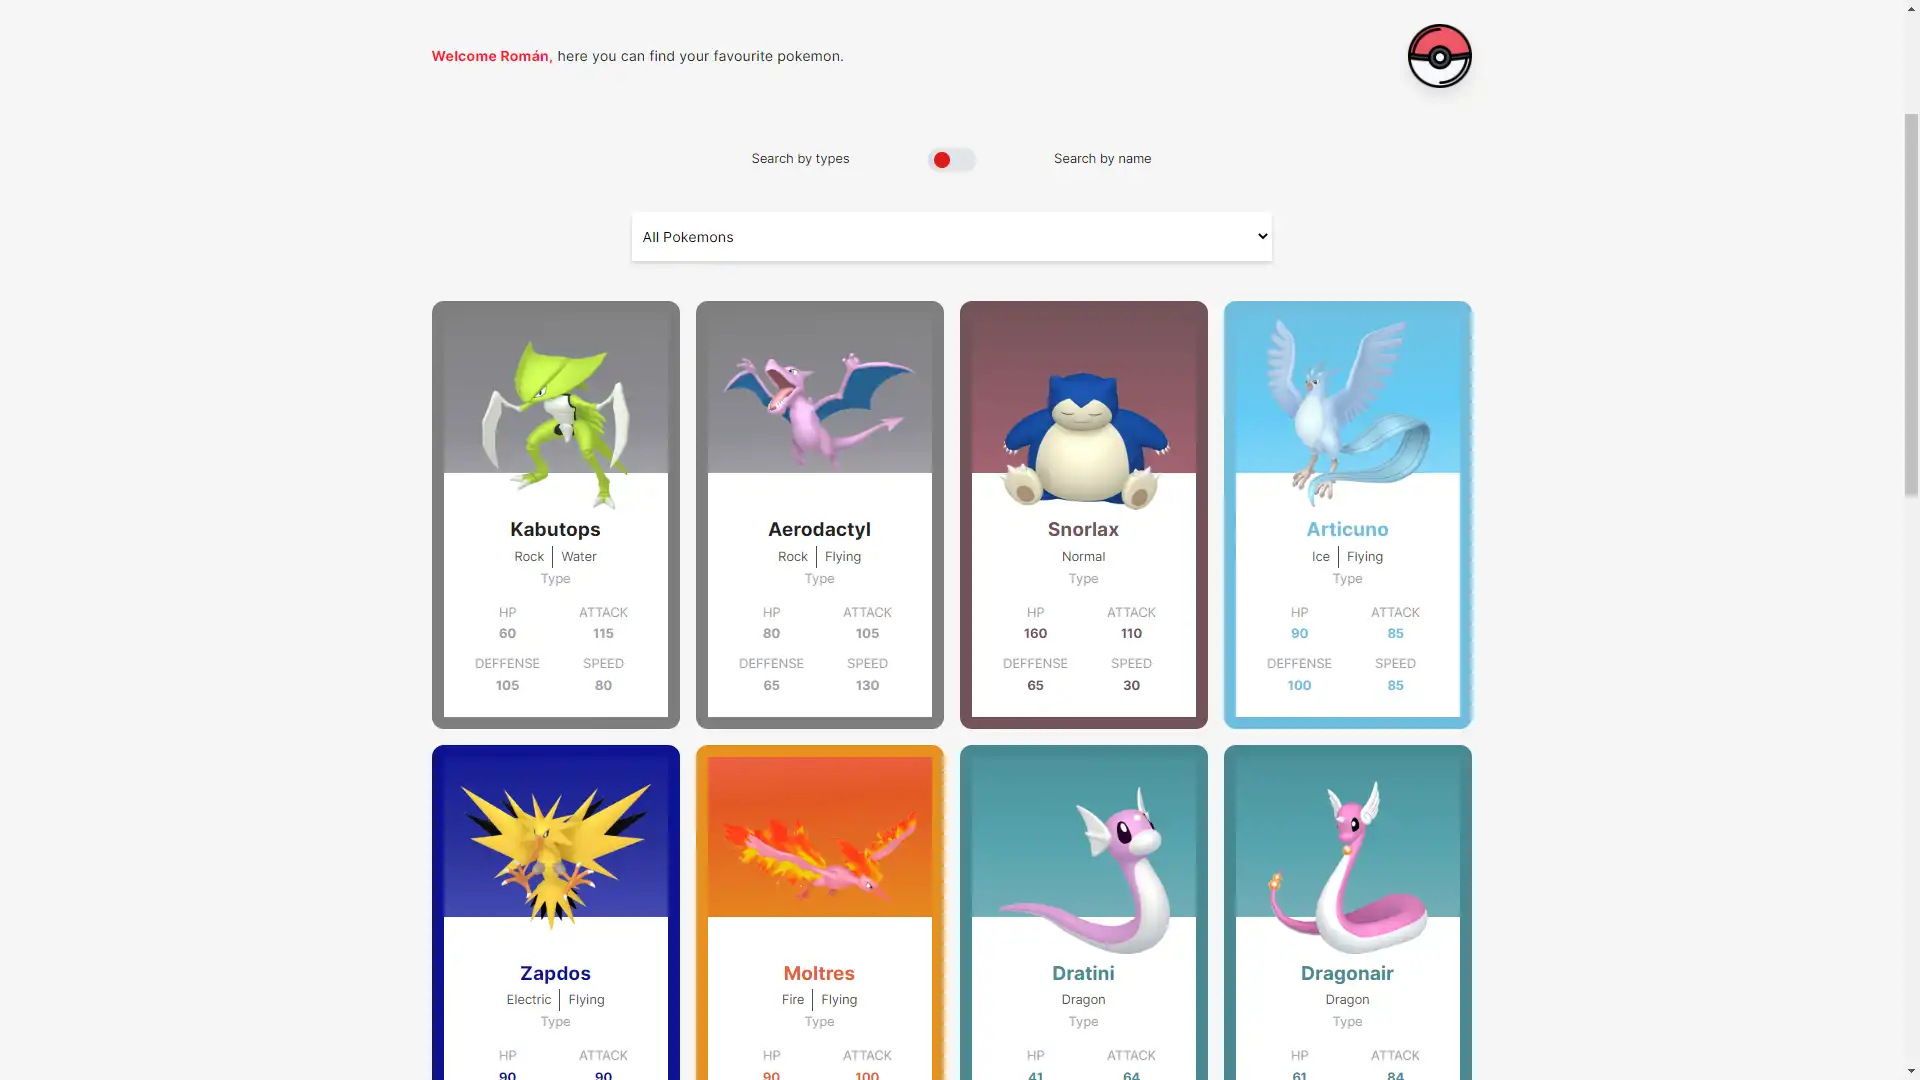 Welcome Román, here you can find your favourite pokemon.
Search by types Search by name
All Pokemons
Kabutops
Rock Water
Type
HP ATTACK
60 115
DEFFENSE SPEED
105 80
Aerodactyl
Rock Flying
Type
HP ATTACK
80 105
DEFFENSE SPEED
65 130
Snorlax
Normal
Type
HP ATTACK
160 110
DEFFENSE SPEED
65 30
Articuno
Ice Flying
Type
HP ATTACK
90 85
DEFFENSE SPEED
100 85
Zapdos
Electric Flying
Type
HP ATTACK
90 90
Moltres
Fire Flying
Type
HP ATTACK
90 100
Dratini
Dragon
Type
HP ATTACK
41 64
Dragonair
Dragon
Type
HP ATTACK
61 84